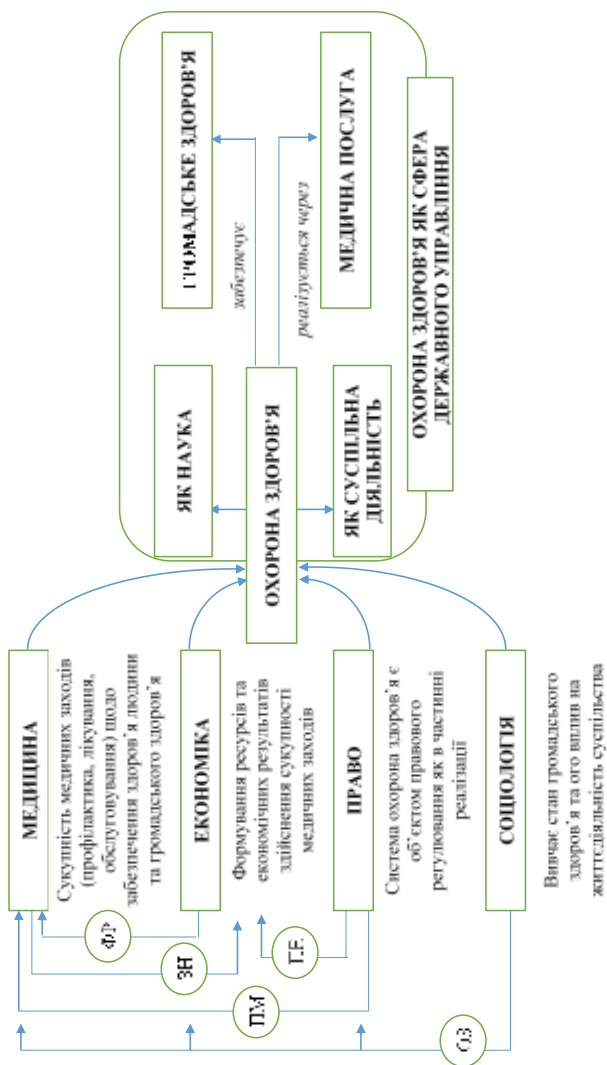 МЕДИЦИНА
Сукупність медичних заходів
(профілактика, лікування,
обслуговування) щодо
забезпечення здоров`я людини
та громадського здоров`я
ЕКОНОМІКА
Формування ресурсів та
економічних результатів
здійснення сукупності
медичних заходів
ПРАВО
Система охорона здоров`я є
об`єктом правового
регулювання як в частинні
реалізації
СОЦІОЛОГІЯ
Вивчає стан громадського
здоров`я та ого вплив на
життєдіяльність суспільства
ФР
ЗН
ПМ
ОЗ
ЯК НАУКА
ОХОРОНА ЗДОРОВ'Я
ЯК СУСПІЛЬНА
ДІЯЛЬНІСТЬ
ГРОМАДСЬКЕ ЗДОРОВ'Я
забезпечує
реалізується через
МЕДИЧНА ПОСЛУГА
ОХОРОНА ЗДОРОВ'Я ЯК СФЕРА
ДЕРЖАВНОГО УПРАВЛІННЯ